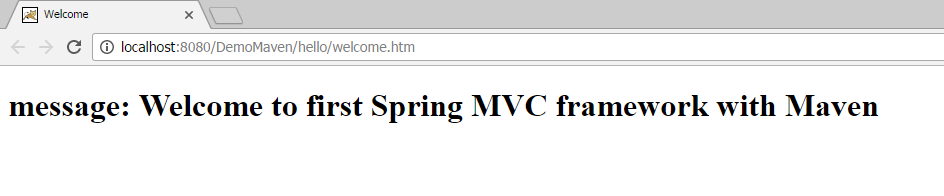 Welcome
localhost:8080/DemoMaven/hello/welcome.htm
message: Welcome to first Spring MVC framework with Maven